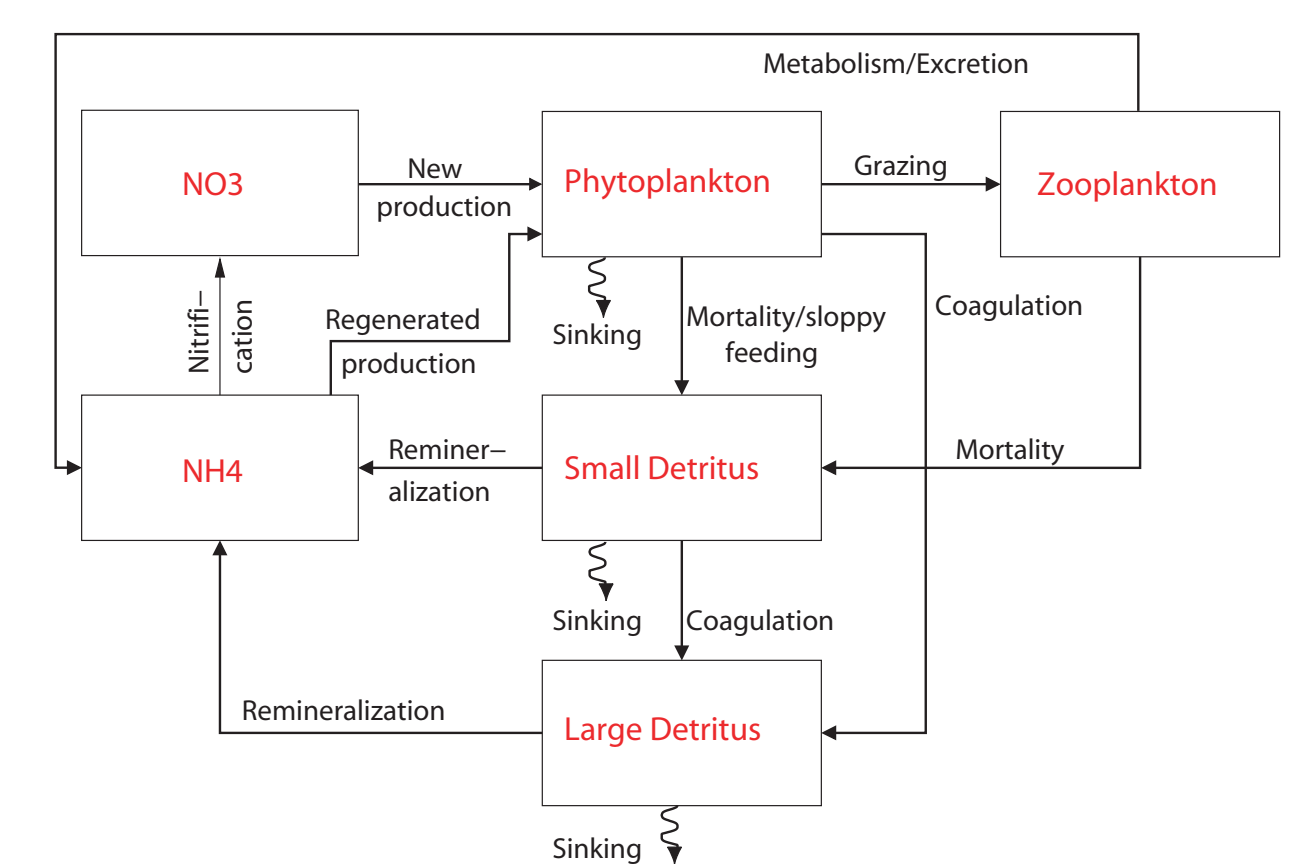 Metabolism/Excretion
NO3
New
production
Phytoplankton
Grazing
Zooplankton
Nitrifi–
cation
Regenerated
production
Sinking
Mortality/sloppy
feeding
Coagulation
NH4
Reminer–
alization
Small Detritus
Mortality
Sinking
Coagulation
Remineralization
Large Detritus
Sinking